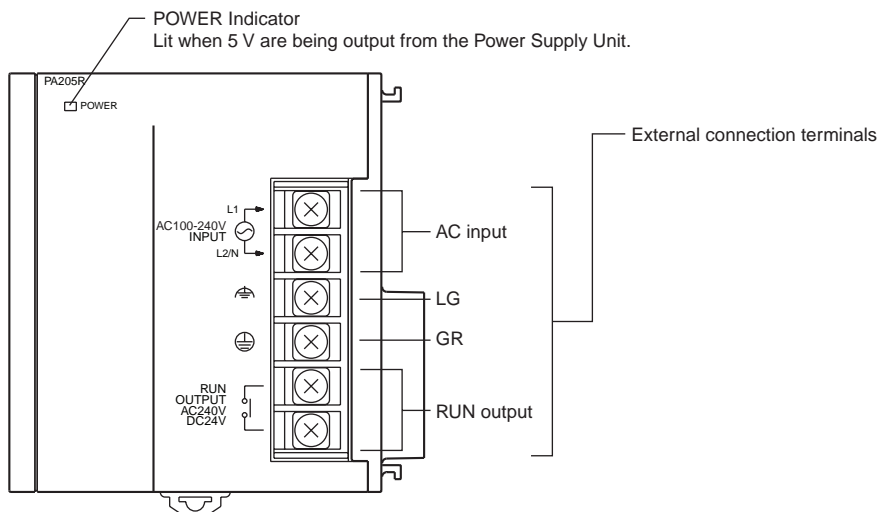 POWER Indicator
Lit when 5 V are being output from the Power Supply Unit.
PA205R
POWER
External connection terminals
L1
AC100-240V
INPUT
L2/N
AC input
LG
GR
RUN
OUTPUT
AC240V
DC24V
RUN output